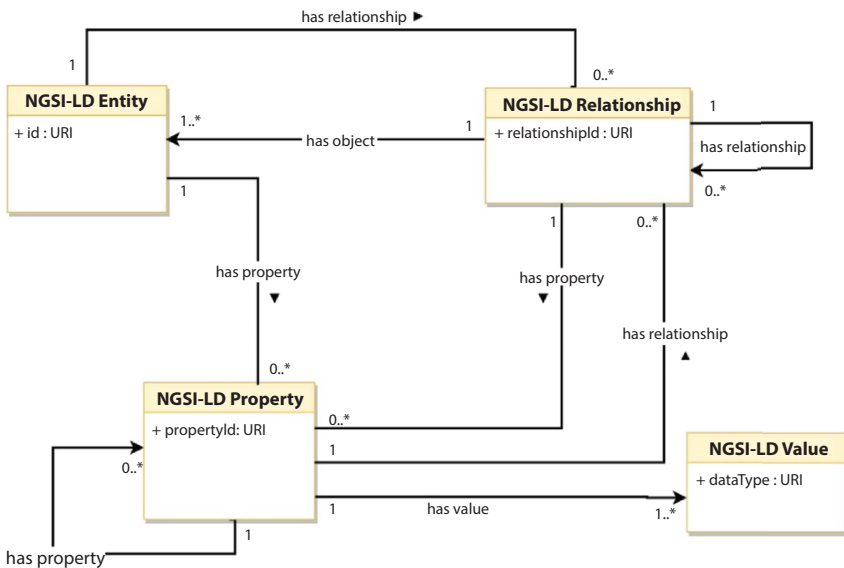 has relationship ►
1
0..*
NGSI-LD Entity
+ id : URI
NGSI-LD Relationship
+ relationshipId : URI
1..*
has object
1
1
has relationship
0..*
1
has property
▼
0..*
1
has property
▼
0..*
0..*
has relationship
▲
1
NGSI-LD Property
+ propertyId: URI
0..*
has property
1
1
has value
1..*
NGSI-LD Value
+ dataType : URI